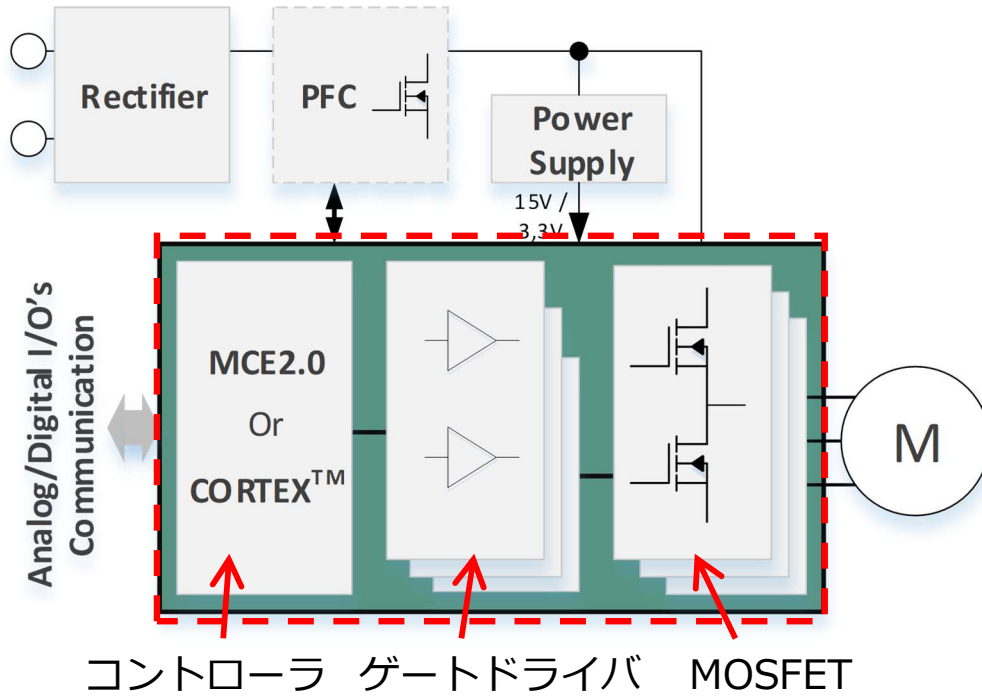 Rectifier
PFC
Power
Supply
15V /
3,3V
Analog/Digital I/O's
Communication
MCE2.0
Or
CORTEX™
M
コントローラ ゲートドライバ MOSFET